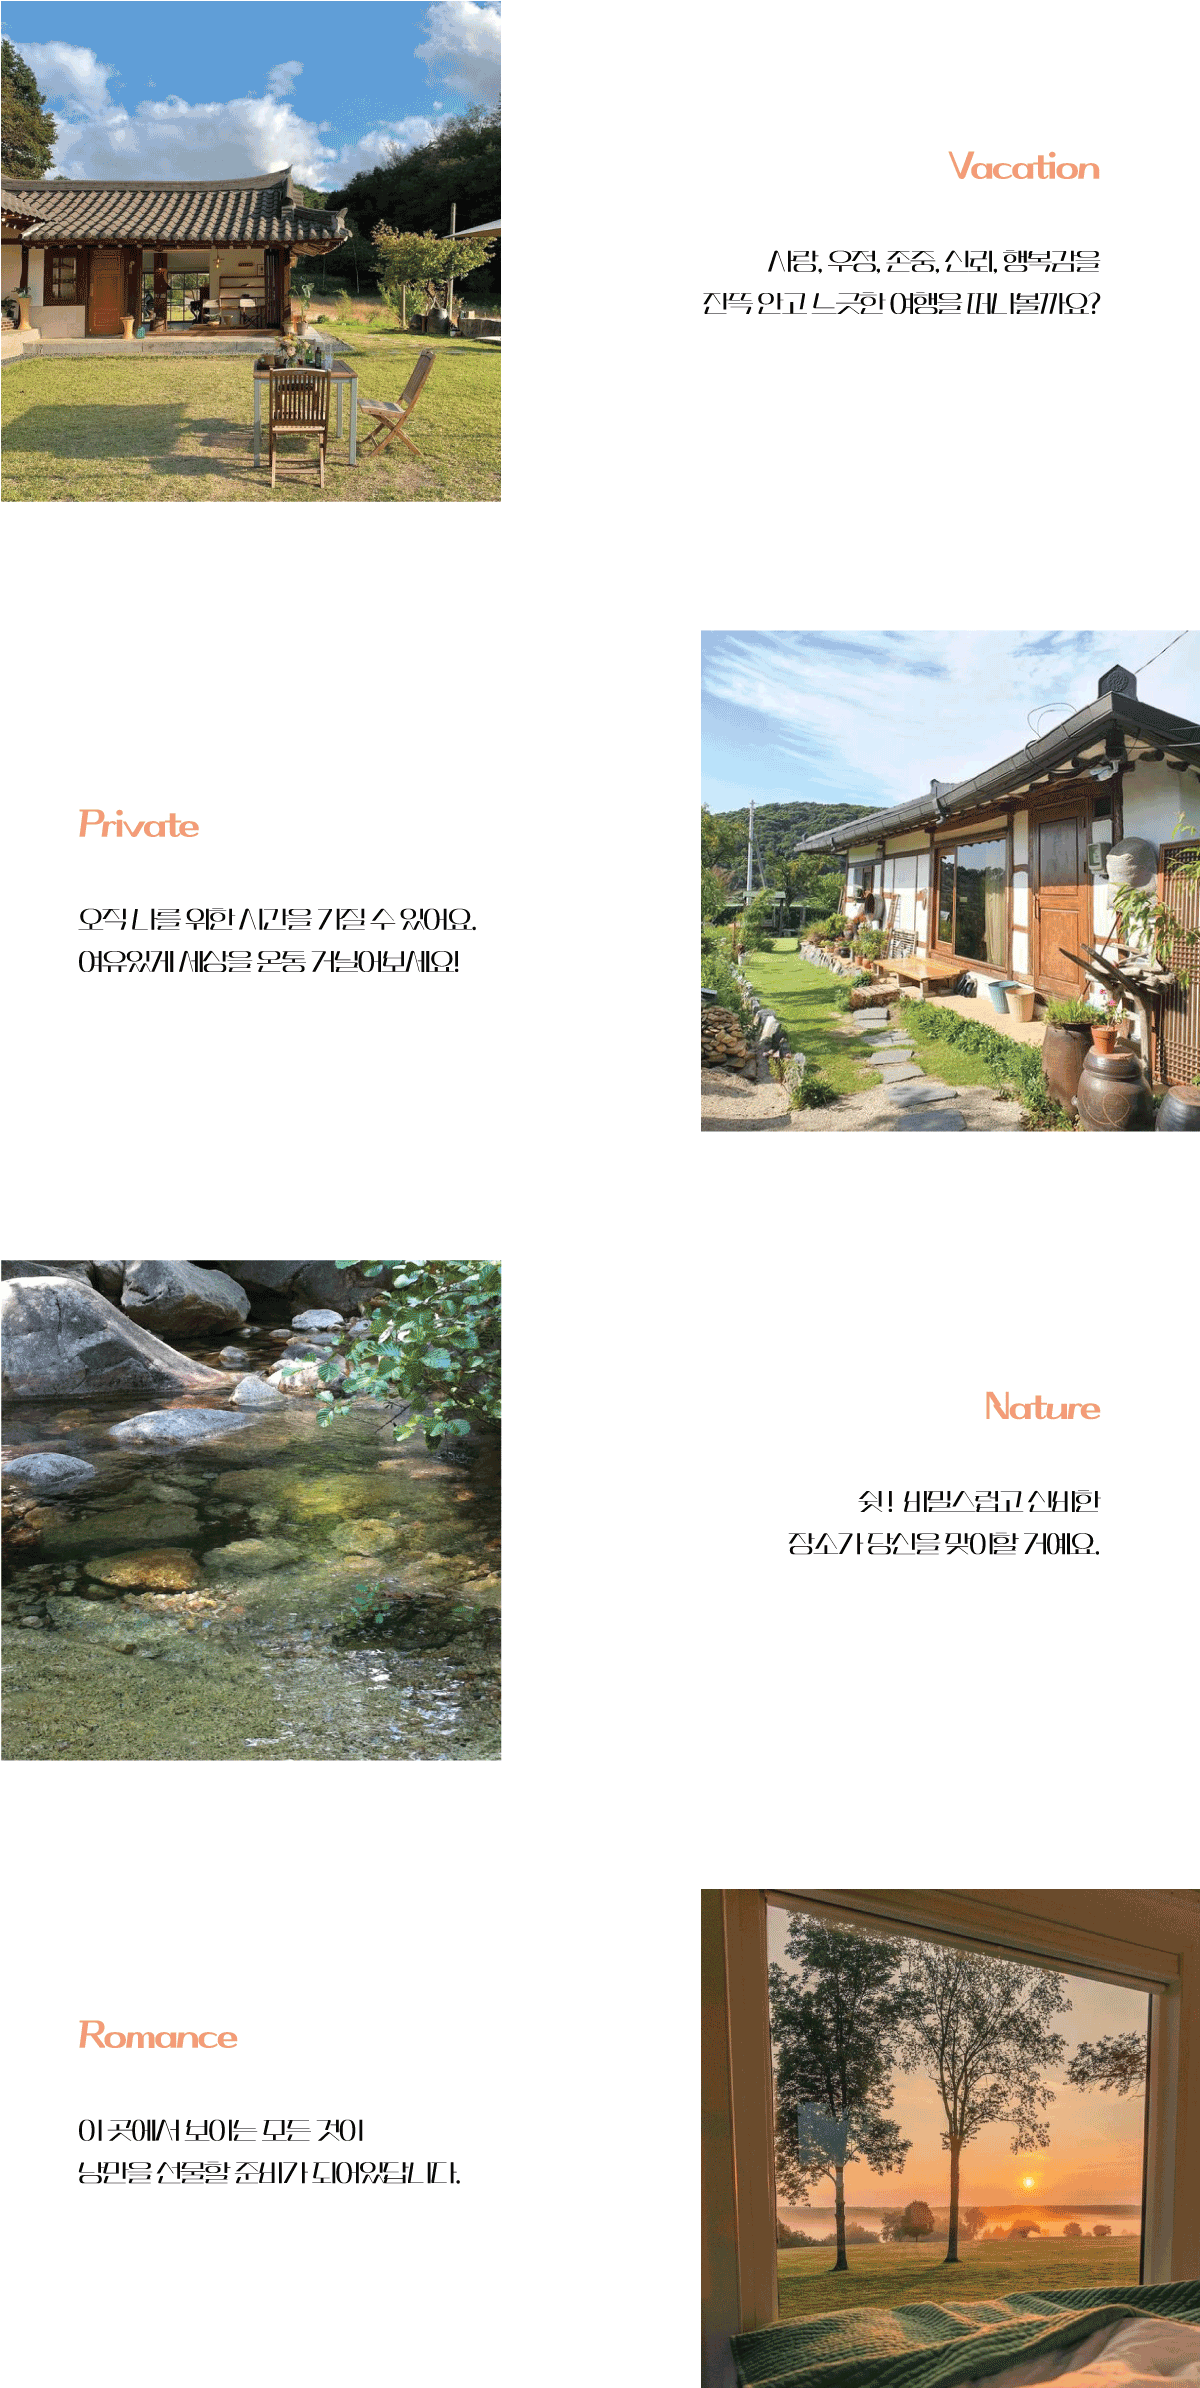 Vacation
사랑, 우정, 존중, 신뢰, 행복감을
잔뜩 안고 느긋한 여행을 떠나볼까요?
Private
오직 나를 위한 시간을 가질 수 있어요.
여유있게 세상을 온통 거닐어보세요!
Nature
쉿! 비밀스럽고 신비한
장소가 당신을 맞이할 거예요.
Romance
이 곳에서 보이는 모든 것이
낭만을 선물할 준비가 되어있답니다.